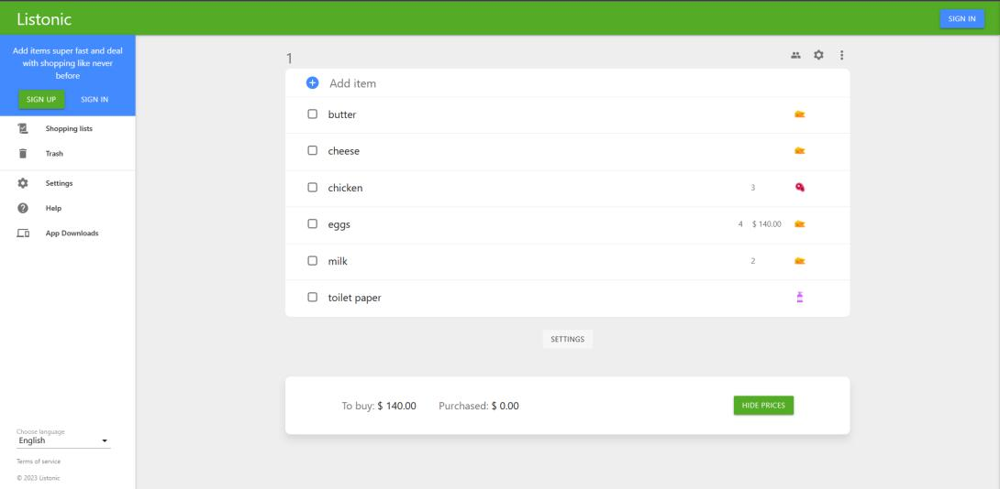 Listonic
SIGN IN
Add items super fast and deal
with shopping like never
before
SIGN UP
SIGN IN
Shopping lists
Trash
Settings
Help
App Downloads
Choose language
English
Terms of service
© 2023 Listonic
1
Add item
butter
cheese
chicken 3
eggs 4 $ 140.00
milk 2
toilet paper
SETTINGS
To buy: $ 140.00 Purchased: $ 0.00
HIDE PRICES